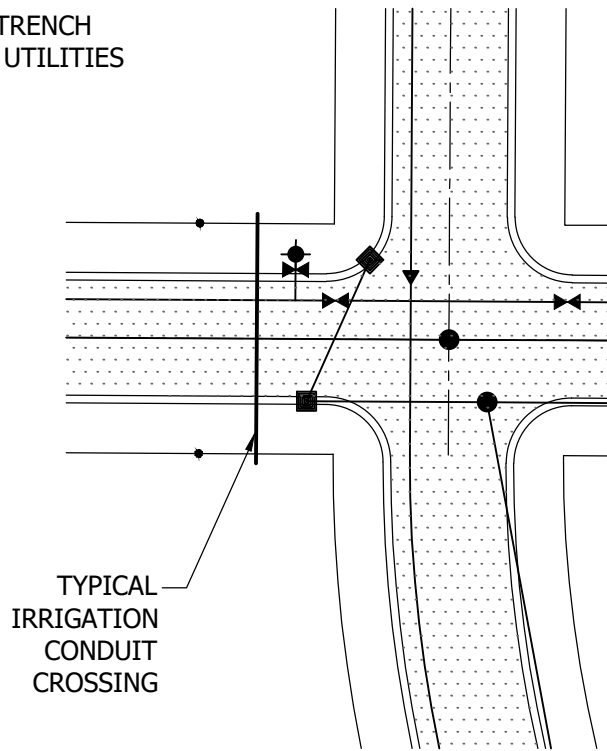 TRENCH
UTILITIES
TYPICAL
IRRIGATION
CONDUIT
CROSSING